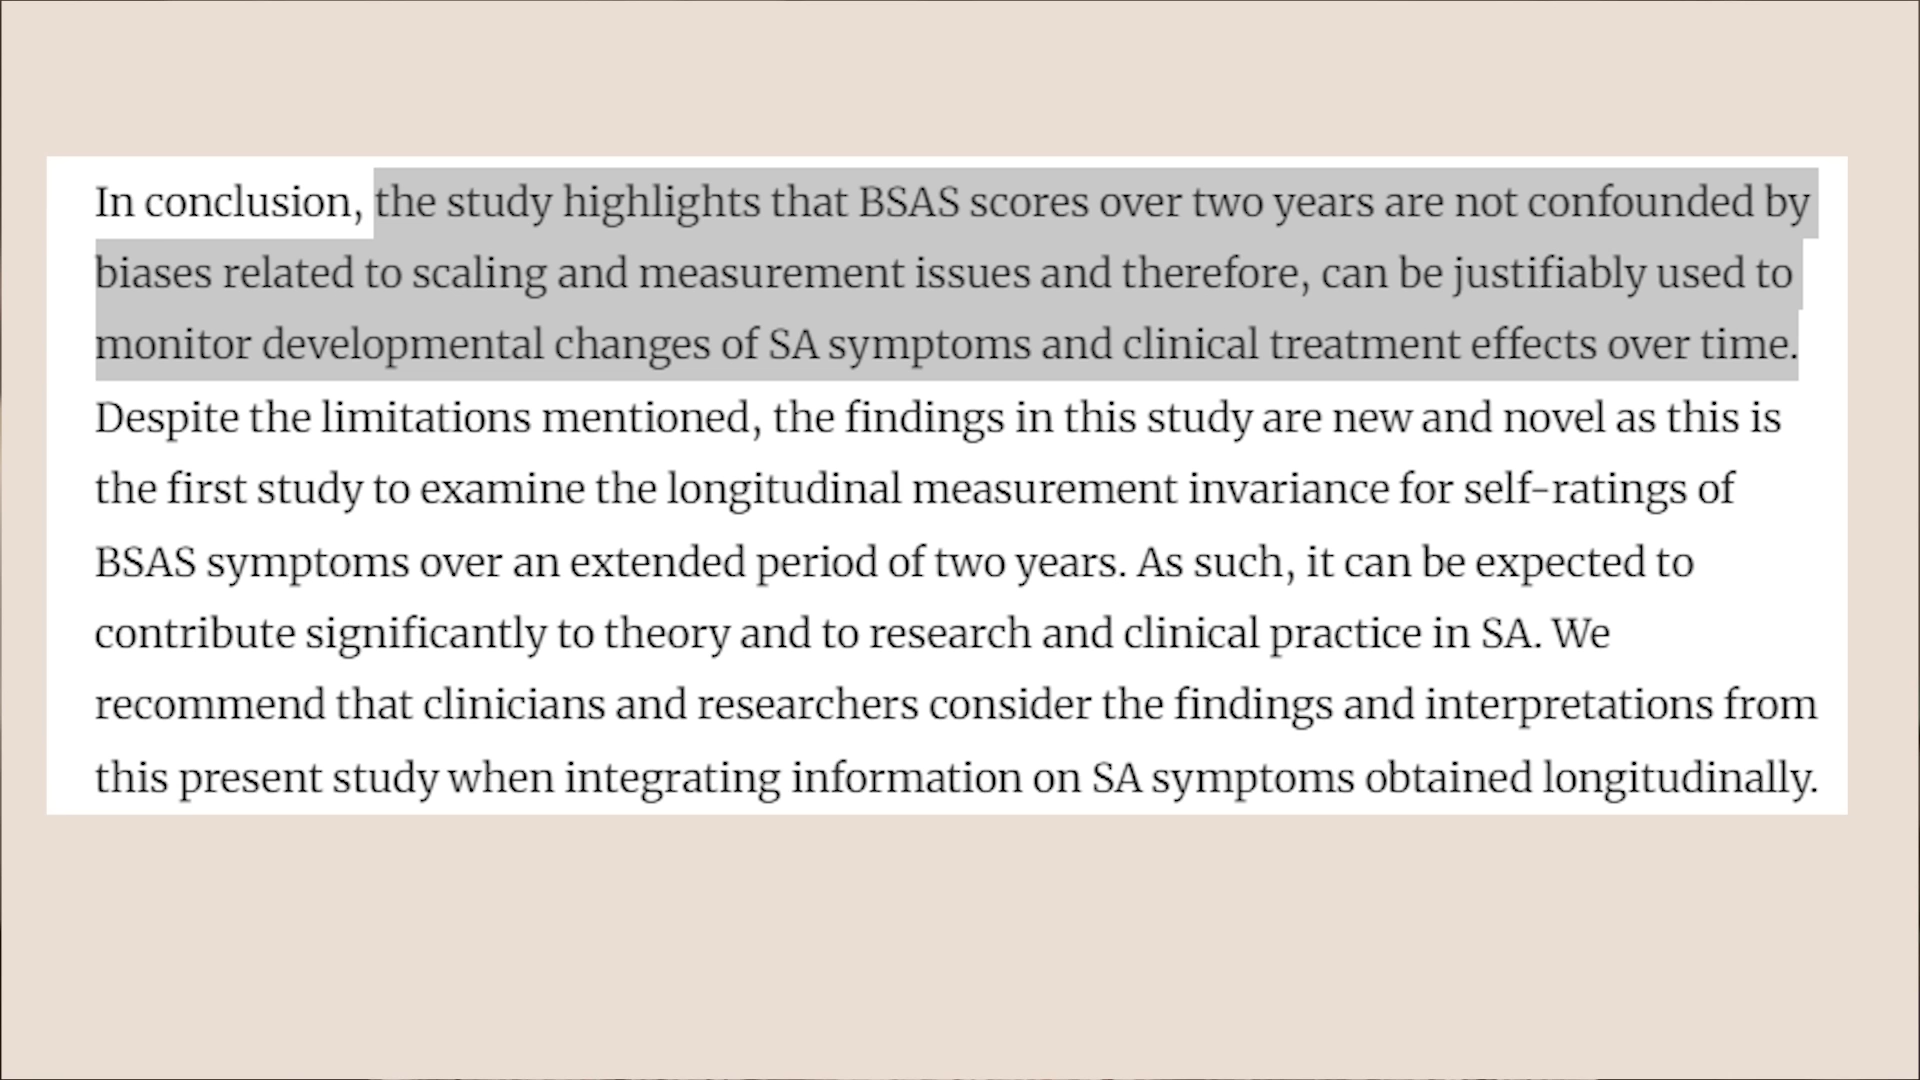 In conclusion, the study highlights that BSAS scores over two years are not confounded by
biases related to scaling and measurement issues and therefore, can be justifiably used to
monitor developmental changes of SA symptoms and clinical treatment effects over time.
Despite the limitations mentioned, the findings in this study are new and novel as this is
the first study to examine the longitudinal measurement invariance for self-ratings of
BSAS symptoms over an extended period of two years. As such, it can be expected to
contribute significantly to theory and to research and clinical practice in SA. We
recommend that clinicians and researchers consider the findings and interpretations from
this present study when integrating information on SA symptoms obtained longitudinally.